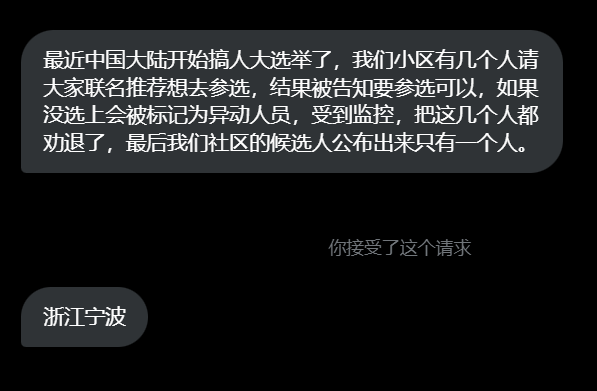 最近中国大陆开始搞人大选举了，我们小区有几个人请
大家联名推荐想去参选，结果被告知要参选可以，如果
没选上会被标记为异动人员，受到监控，把这几个人都
劝退了，最后我们社区的候选人公布出来只有一个人。
你接受了这个请求
浙江宁波